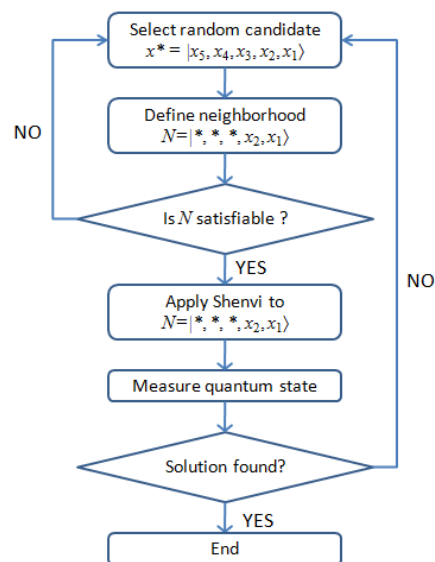 Select random candidate
x* = |x₅, x₄, x₃, x₂, x₁⟩
Define neighborhood
N=|*, *, *, x₂, x₁⟩
NO
Is N satisfiable ?
YES
NO
Apply Shenvi to
N=|*, *, *, x₂, x₁⟩
Measure quantum state
Solution found?
YES
End